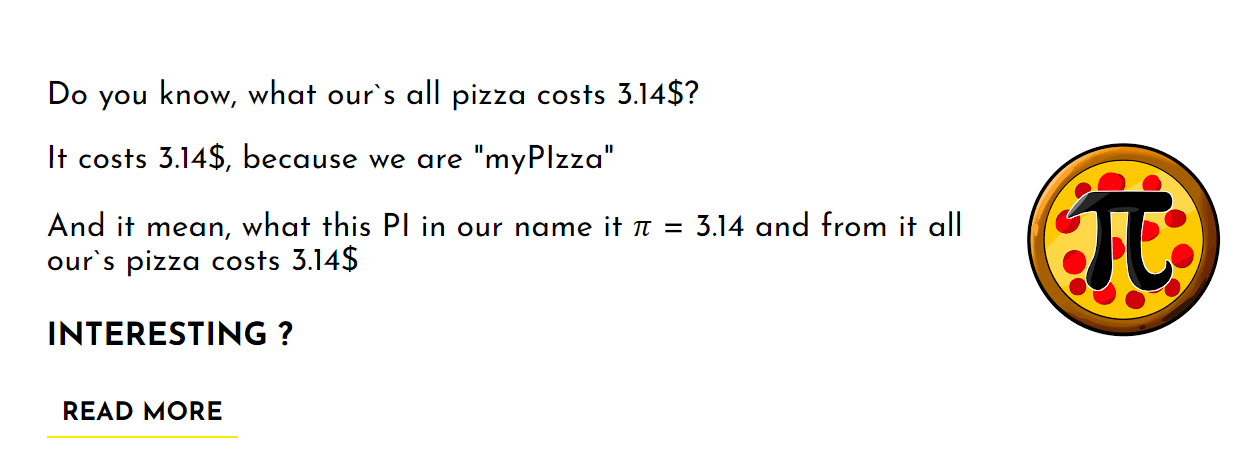 Do you know, what our`s all pizza costs 3.14$?
It costs 3.14$, because we are "myPIzza"
And it mean, what this PI in our name it π = 3.14 and from it all
our`s pizza costs 3.14$
INTERESTING ?
READ MORE
π